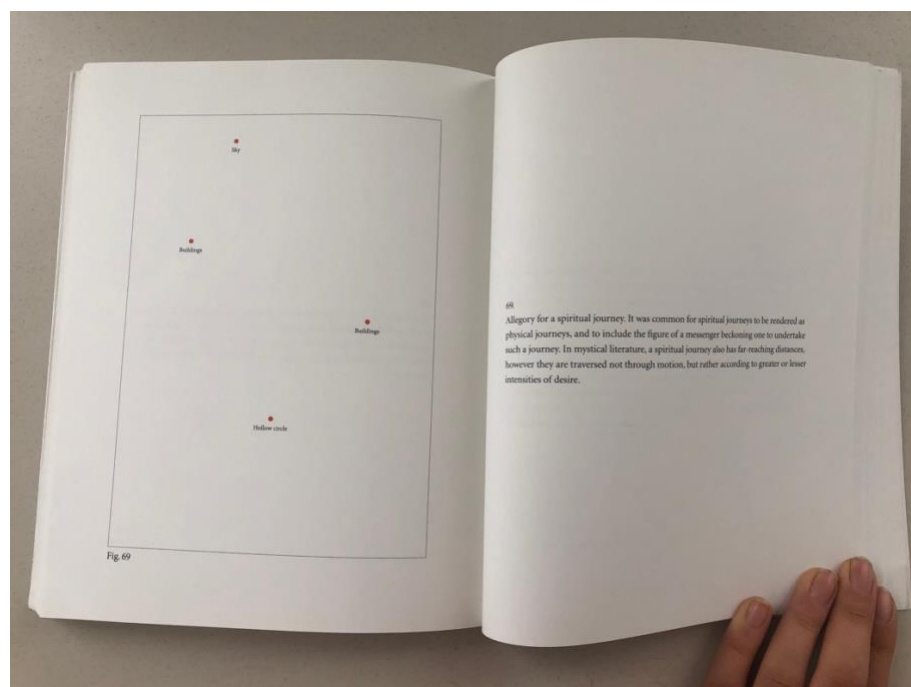 Sky
Buildings
Buildings
Hollow circle
Fig. 69
69.
Allegory for a spiritual journey. It was common for spiritual journeys to be rendered as
physical journeys, and to include the figure of a messenger beckoning one to undertake
such a journey. In mystical literature, a spiritual journey also has far-reaching distances,
however they are traversed not through motion, but rather according to greater or lesser
intensities of desire.